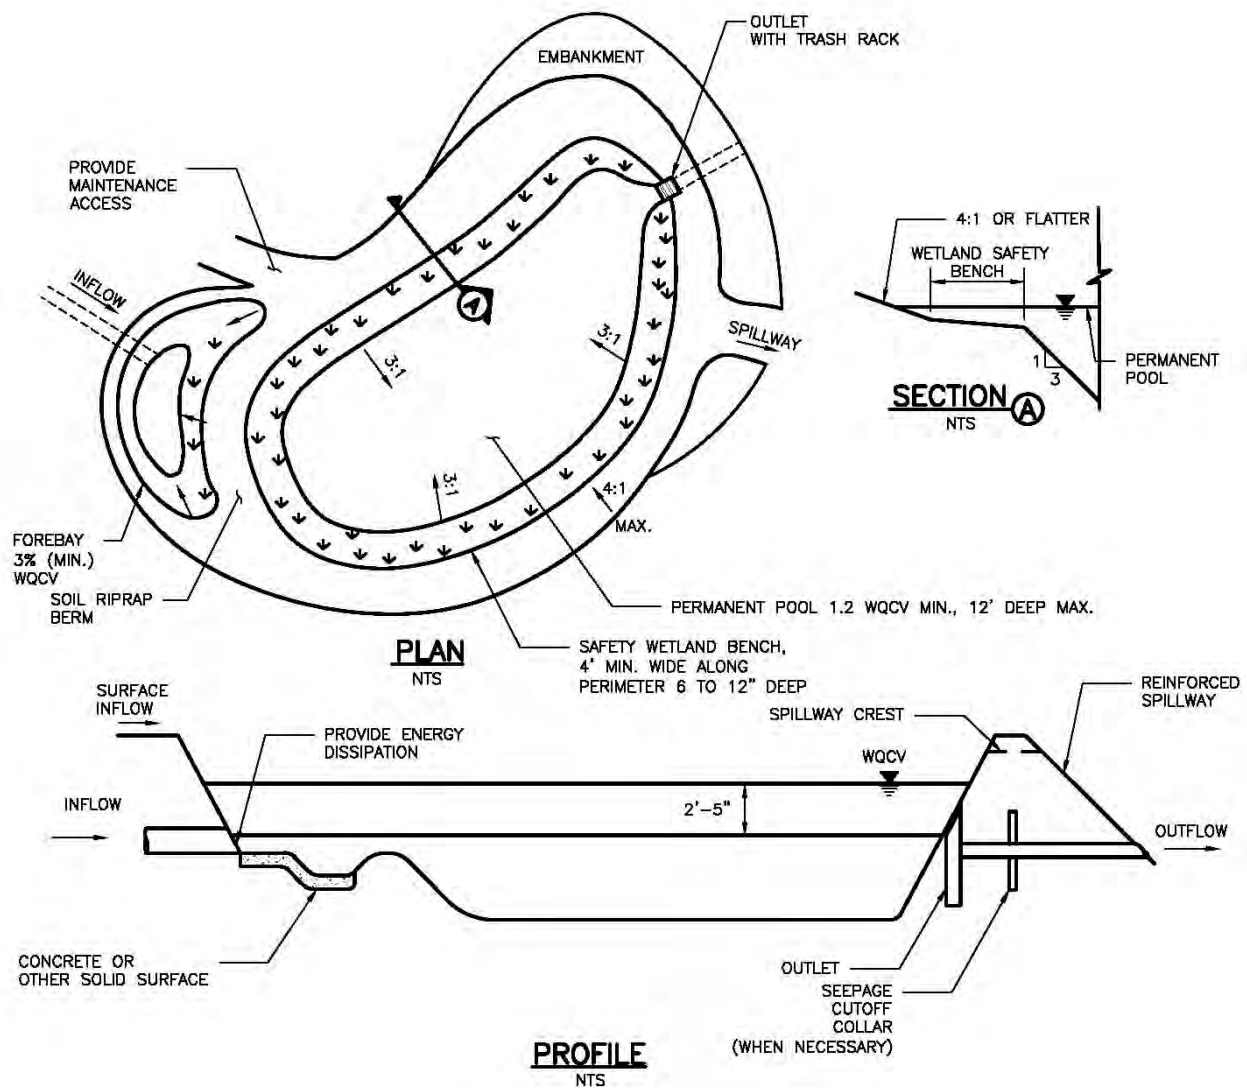 OUTLET
WITH TRASH RACK
EMBANKMENT
PROVIDE
MAINTENANCE
ACCESS
INFLOW
A
3:1
3:1
3:1
4:1
MAX.
SPILLWAY
FOREBAY
3% (MIN.)
WQCV
SOIL RIPRAP
BERM
PERMANENT POOL 1.2 WQCV MIN., 12' DEEP MAX.
SAFETY WETLAND BENCH,
4' MIN. WIDE ALONG
PERIMETER 6 TO 12" DEEP
PLAN
NTS
4:1 OR FLATTER
WETLAND SAFETY
BENCH
1
3
PERMANENT
POOL
SECTION A
NTS
SURFACE
INFLOW
PROVIDE ENERGY
DISSIPATION
INFLOW
WQCV
2'-5"
SPILLWAY CREST
REINFORCED
SPILLWAY
OUTFLOW
CONCRETE OR
OTHER SOLID SURFACE
OUTLET
SEEPAGE
CUTOFF
COLLAR
(WHEN NECESSARY)
PROFILE
NTS